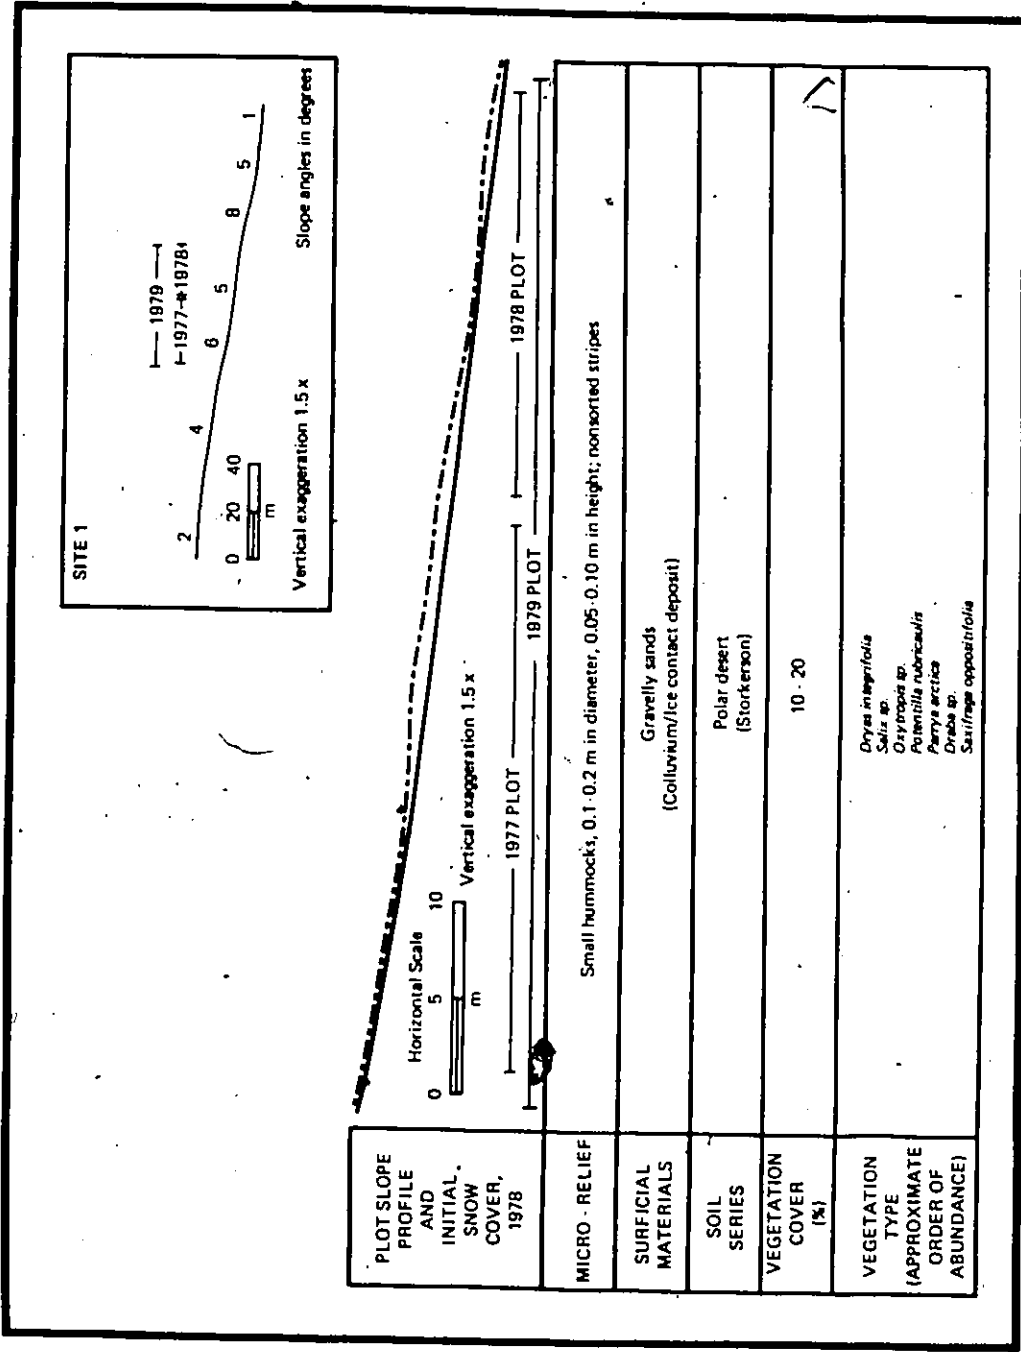 SITE 1
├── 1979 ──┤
├1977-※1978┤
2 4 6 5 8 5 1
0 20 40
m
Vertical exaggeration 1.5 x
Slope angles in degrees
PLOT SLOPE
PROFILE
AND
INITIAL
SNOW
COVER,
1978
Horizontal Scale
0 5 10
m
Vertical exaggeration 1.5 x
1977 PLOT
1978 PLOT
1979 PLOT
MICRO - RELIEF
Small hummocks, 0.1 - 0.2 m in diameter, 0.05 - 0.10 m in height; nonsorted stripes
SURFICIAL
MATERIALS
Gravelly sands
(Colluvium/Ice contact deposit)
SOIL
SERIES
Polar desert
(Storkerson)
VEGETATION
COVER
(%)
10 - 20
VEGETATION
TYPE
(APPROXIMATE
ORDER OF
ABUNDANCE)
Dryas integrifolia
Salix sp.
Oxytropis sp.
Potentilla rubricaulis
Parrya arctica
Draba sp.
Saxifraga oppositifolia